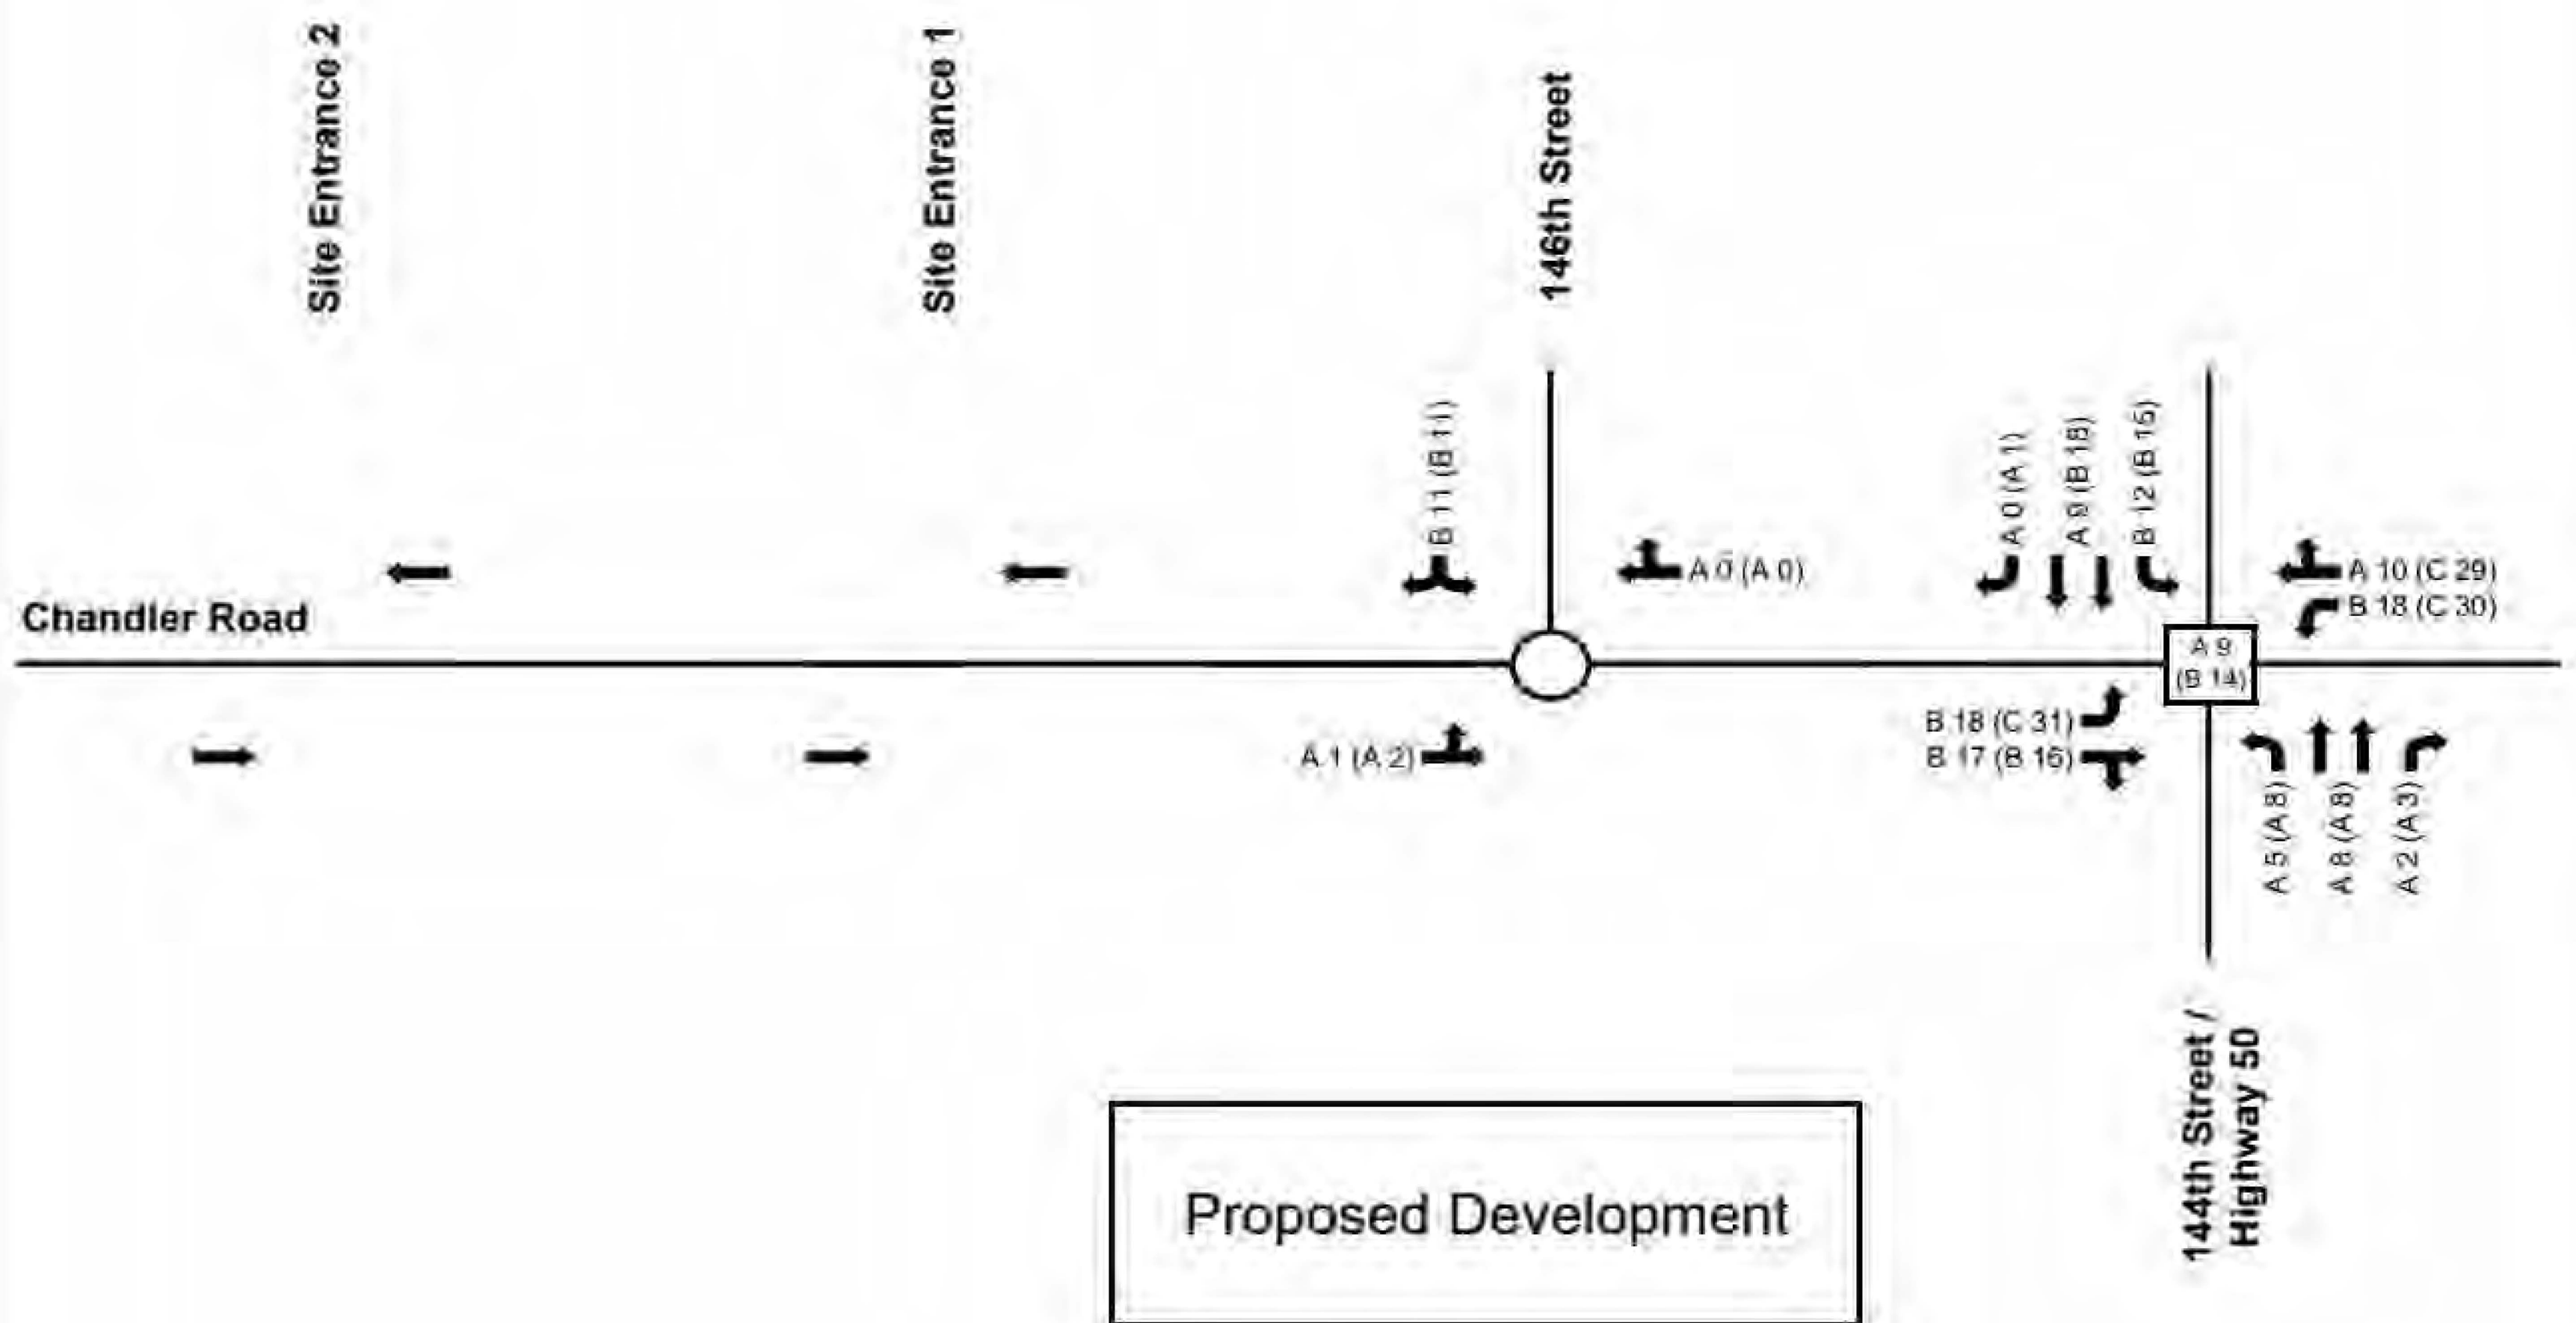 Site Entrance 2
Site Entrance 1
146th Street
B 11 (B 11)
A 0 (A 0)
A 0 (A 1)
A 9 (B 18)
B 12 (B 15)
A 10 (C 29)
B 18 (C 30)
Chandler Road
A 9
(B 14)
A 1 (A 2)
B 18 (C 31)
B 17 (B 16)
A 5 (A 8)
A 8 (A 8)
A 2 (A 3)
144th Street /
Highway 50
Proposed Development